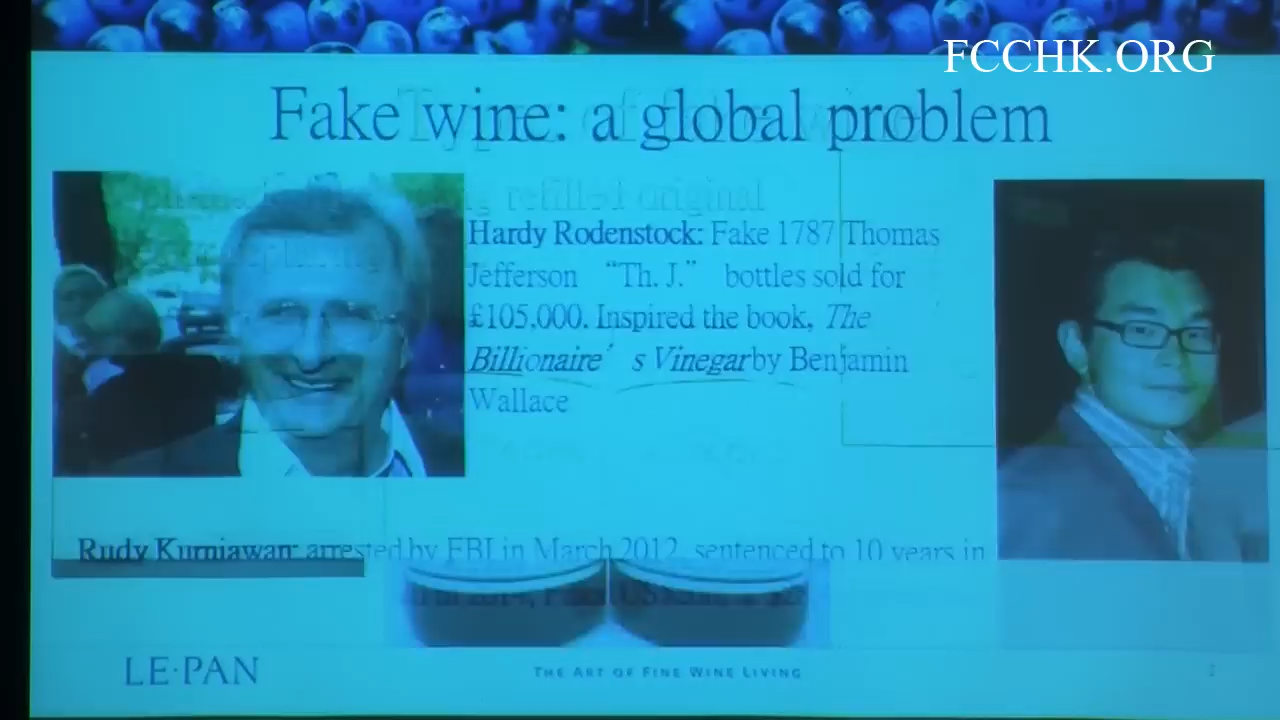 FCCHK.ORG
Fake wine: a global problem
refilled original
Hardy Rodenstock: Fake 1787 Thomas
Jefferson “Th. J.” bottles sold for
£105,000. Inspired the book, The
Billionaire’s Vinegar by Benjamin
Wallace
Rudy Kurniawan: arrested by FBI in March 2012, sentenced to 10 years in
LE·PAN
THE ART OF FINE WINE LIVING